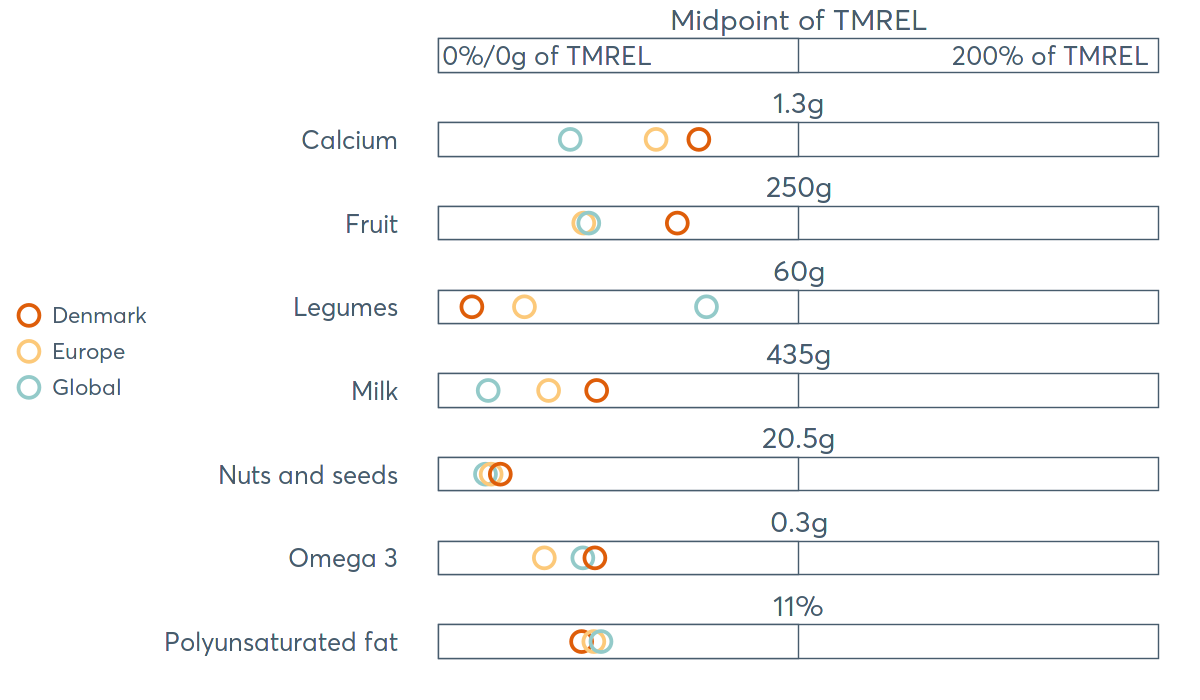 Midpoint of TMREL
0%/0g of TMREL 200% of TMREL
1.3g
Calcium
250g
Fruit
60g
Legumes
435g
Milk
20.5g
Nuts and seeds
0.3g
Omega 3
11%
Polyunsaturated fat
Denmark
Europe
Global